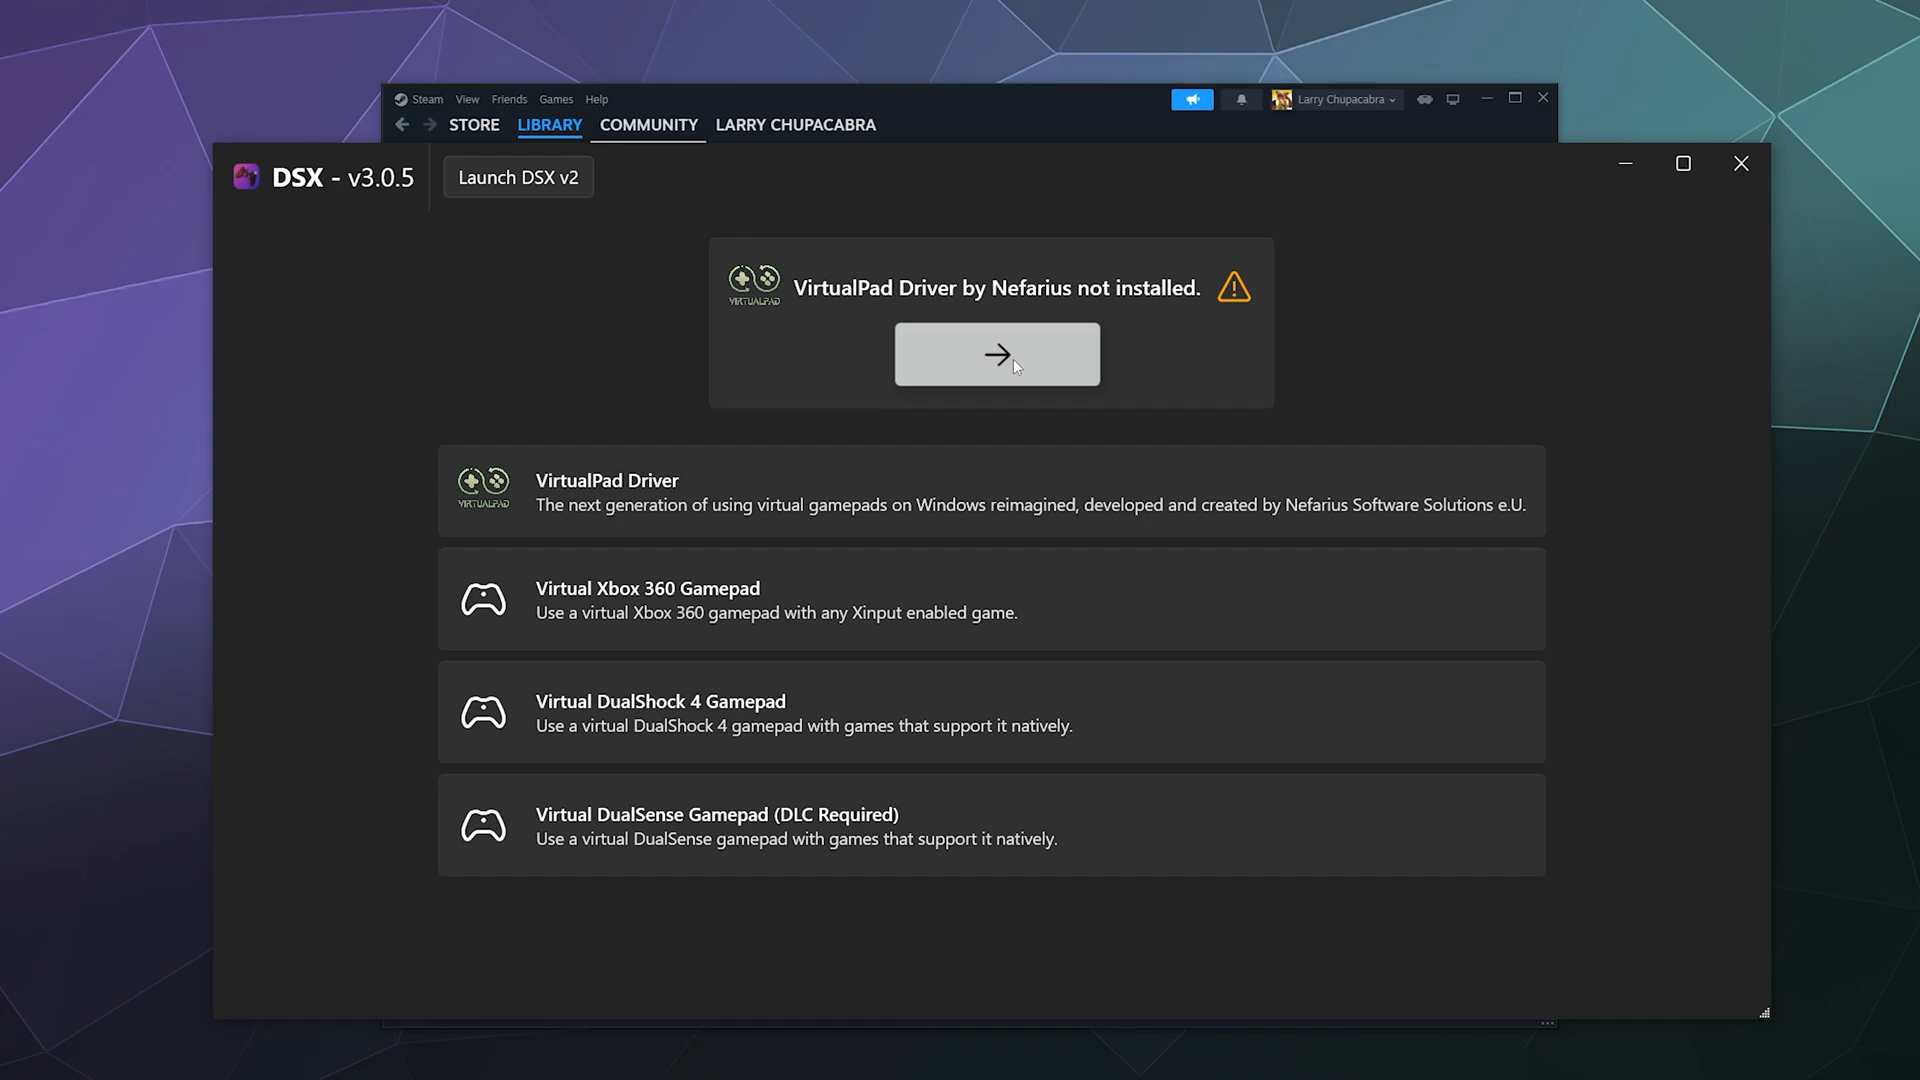 Steam View Friends Games Help
Larry Chupacabra
STORE LIBRARY COMMUNITY LARRY CHUPACABRA
DSX - v3.0.5
Launch DSX v2
VIRTUALPAD
VirtualPad Driver by Nefarius not installed.
VIRTUALPAD
VirtualPad Driver
The next generation of using virtual gamepads on Windows reimagined, developed and created by Nefarius Software Solutions e.U.
Virtual Xbox 360 Gamepad
Use a virtual Xbox 360 gamepad with any Xinput enabled game.
Virtual DualShock 4 Gamepad
Use a virtual DualShock 4 gamepad with games that support it natively.
Virtual DualSense Gamepad (DLC Required)
Use a virtual DualSense gamepad with games that support it natively.